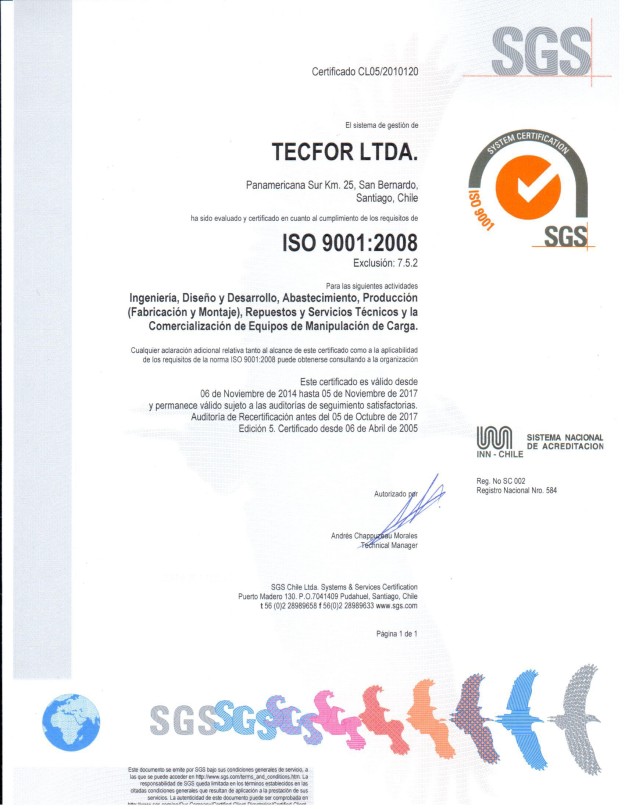 SGS
Certificado CL05/2010120
El sistema de gestión de
TECFOR LTDA.
Panamericana Sur Km. 25, San Bernardo,
Santiago, Chile
ha sido evaluado y certificado en cuanto al cumplimiento de los requisitos de
ISO 9001:2008
Exclusión: 7.5.2
SYSTEM CERTIFICATION
ISO 9001
SGS
Para las siguientes actividades
Ingeniería, Diseño y Desarrollo, Abastecimiento, Producción
(Fabricación y Montaje), Repuestos y Servicios Técnicos y la
Comercialización de Equipos de Manipulación de Carga.
Cualquier aclaración adicional relativa tanto al alcance de este certificado como a la aplicabilidad
de los requisitos de la norma ISO 9001:2008 puede obtenerse consultando a la organización
Este certificado es válido desde
06 de Noviembre de 2014 hasta 05 de Noviembre de 2017
y permanece válido sujeto a las auditorías de seguimiento satisfactorias.
Auditoría de Recertificación antes del 05 de Octubre de 2017
Edición 5. Certificado desde 06 de Abril de 2005
INN - CHILE
SISTEMA NACIONAL
DE ACREDITACION
Reg. No SC 002
Registro Nacional Nro. 584
Autorizado por
Andrés Chappuzeau Morales
Technical Manager
SGS Chile Ltda. Systems & Services Certification
Puerto Madero 130. P.O.7041409 Pudahuel, Santiago, Chile
t 56 (0)2 28989658 f 56(0)2 28989633 www.sgs.com
Página 1 de 1
SGSSGSSGS
Este documento se emite por SGS bajo sus condiciones generales de servicio, a
las que se puede acceder en http://www.sgs.com/terms_and_conditions.htm. La
responsabilidad de SGS queda limitada en los términos establecidos en las
citadas condiciones generales que resultan de aplicación a la prestación de sus
servicios. La autenticidad de este documento puede ser comprobada en